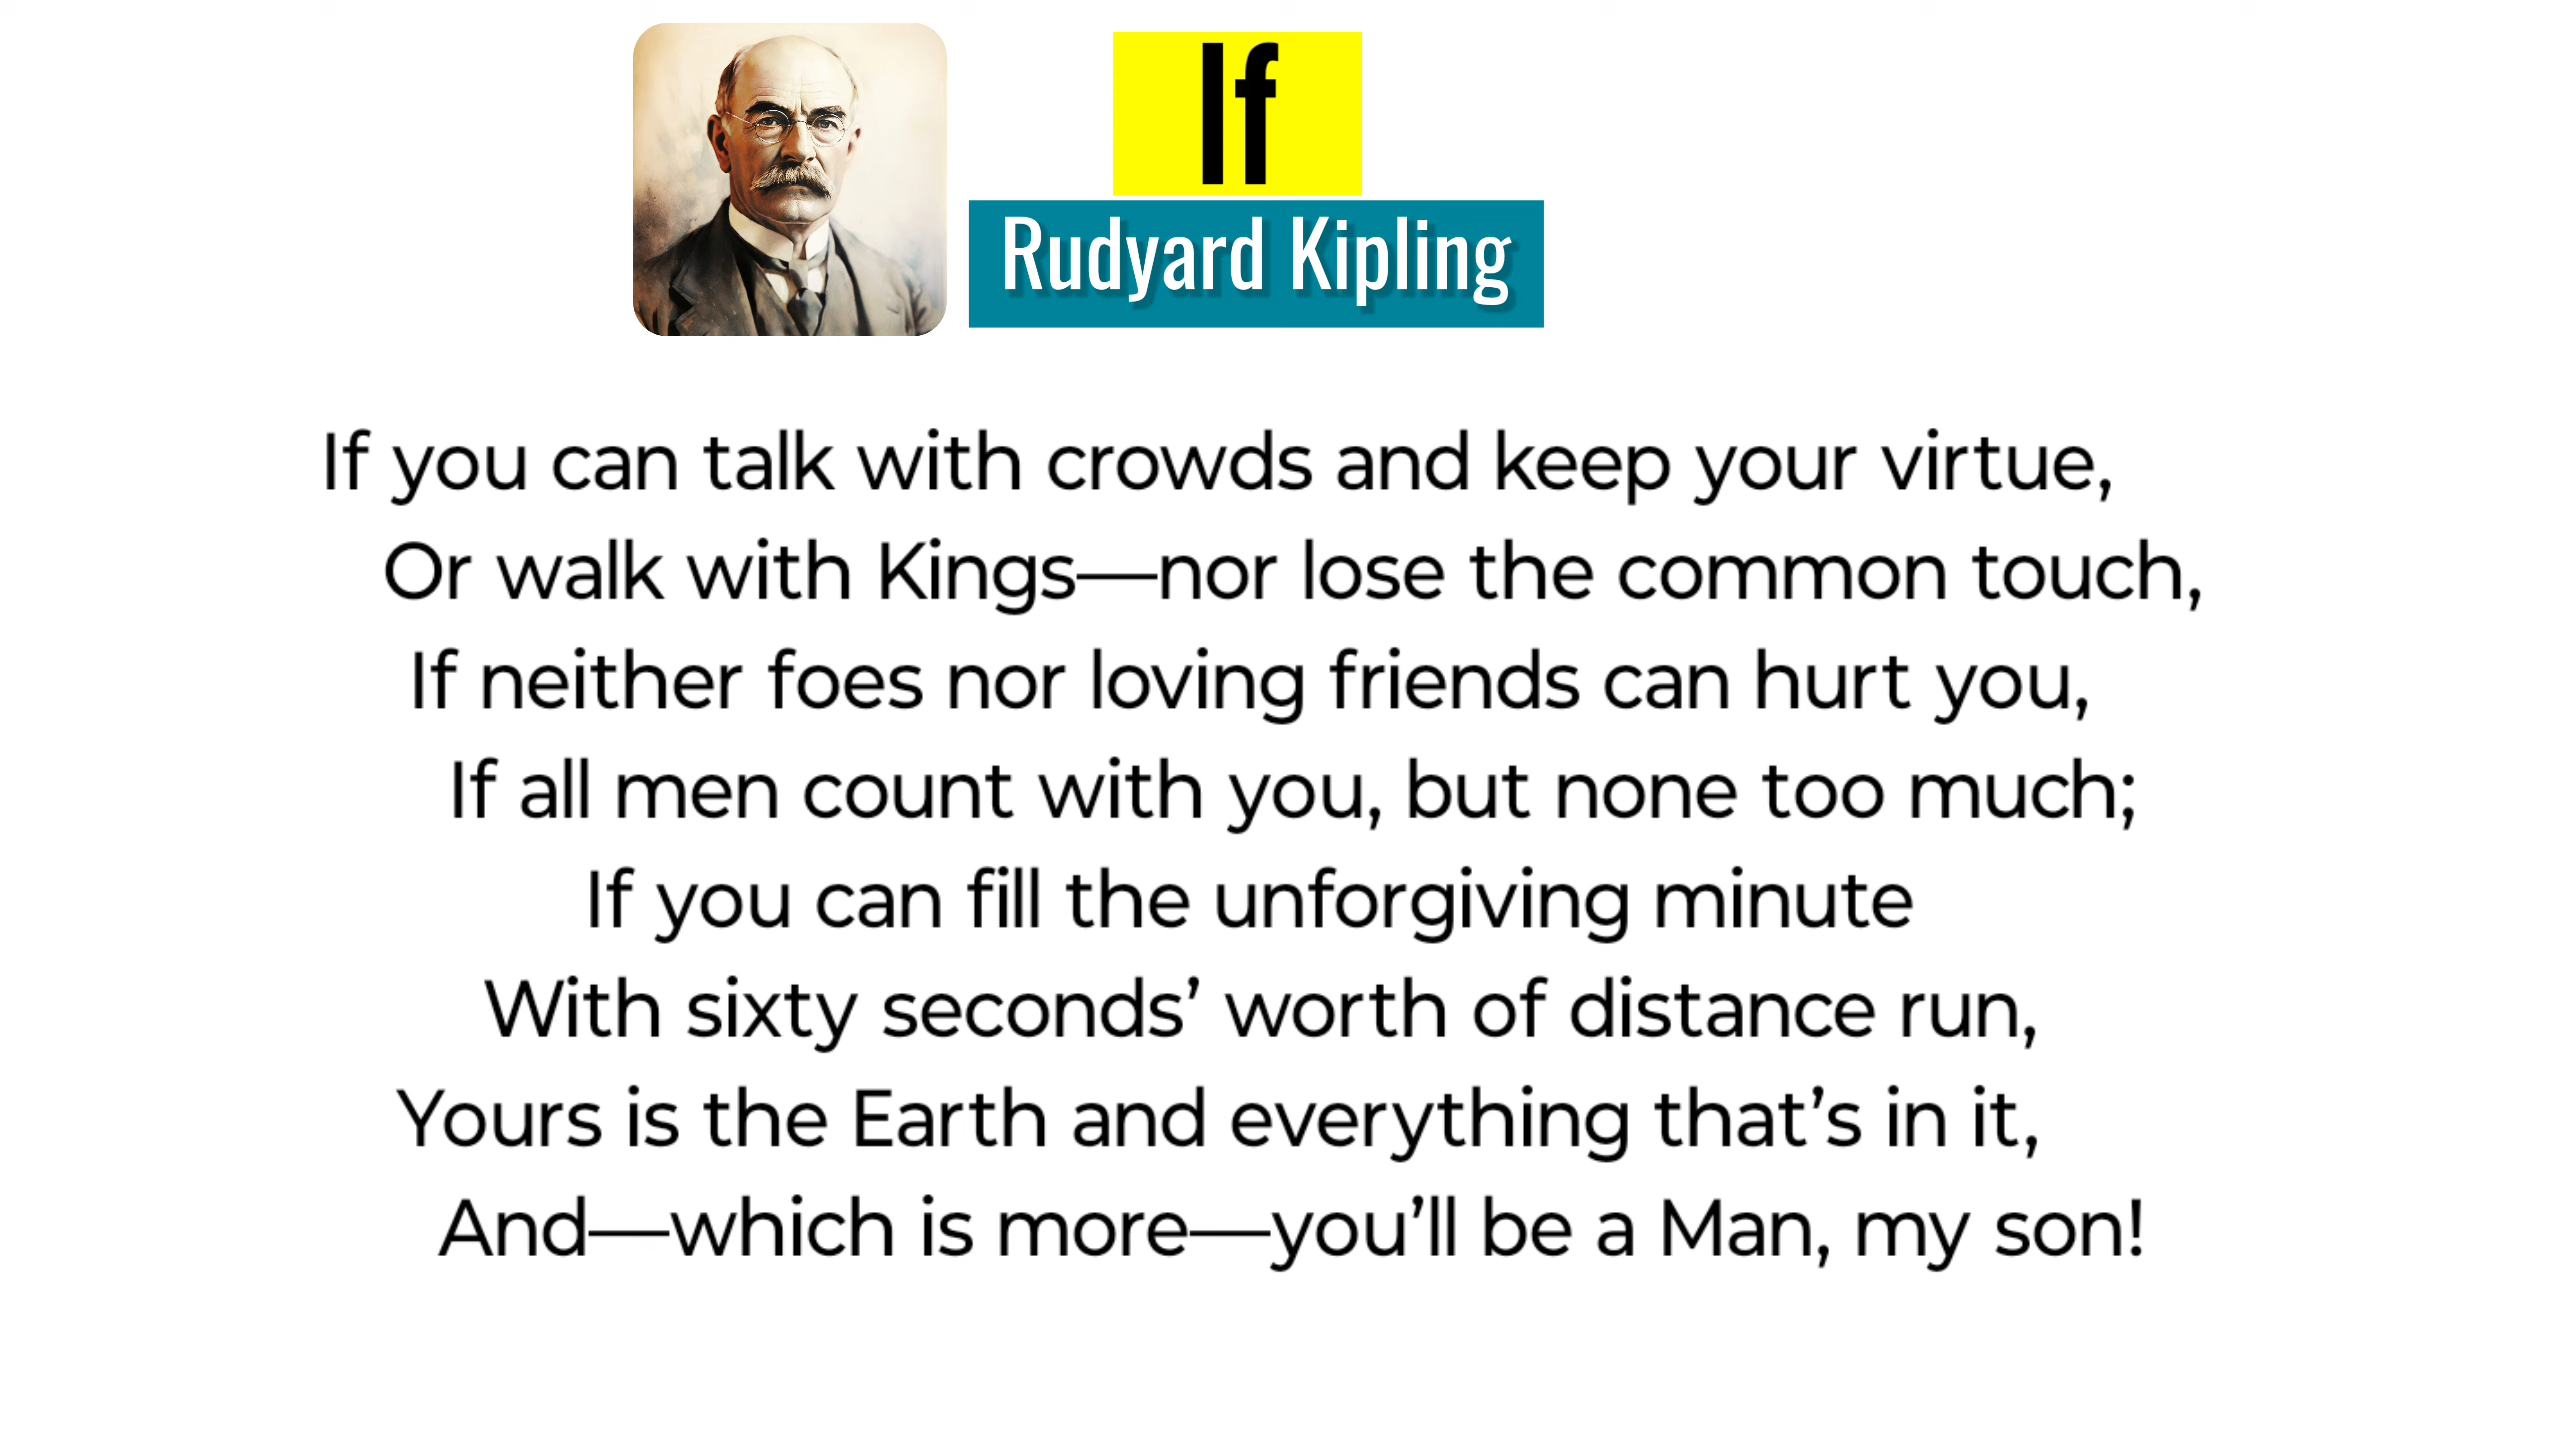 If
Rudyard Kipling
If you can talk with crowds and keep your virtue,
Or walk with Kings—nor lose the common touch,
If neither foes nor loving friends can hurt you,
If all men count with you, but none too much;
If you can fill the unforgiving minute
With sixty seconds’ worth of distance run,
Yours is the Earth and everything that’s in it,
And—which is more—you’ll be a Man, my son!